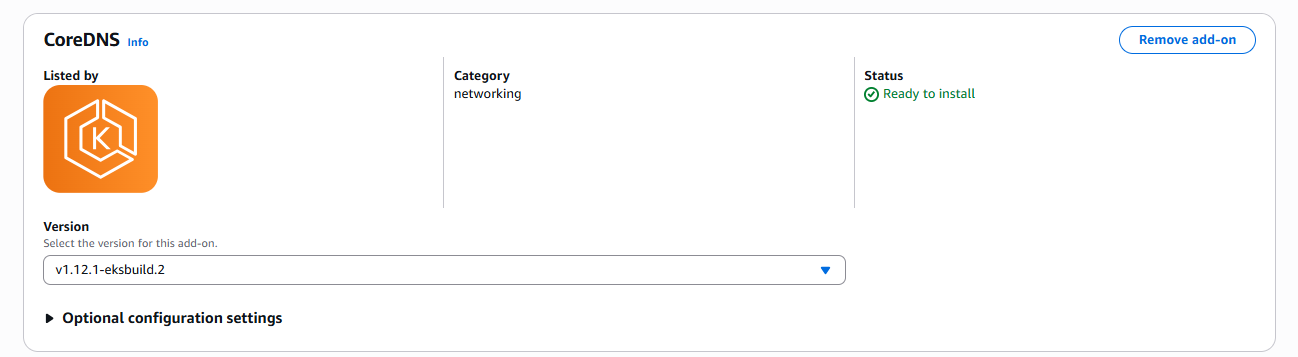 CoreDNS Info
Remove add-on
Listed by
K
Category
networking
Status
Ready to install
Version
Select the version for this add-on.
v1.12.1-eksbuild.2
Optional configuration settings